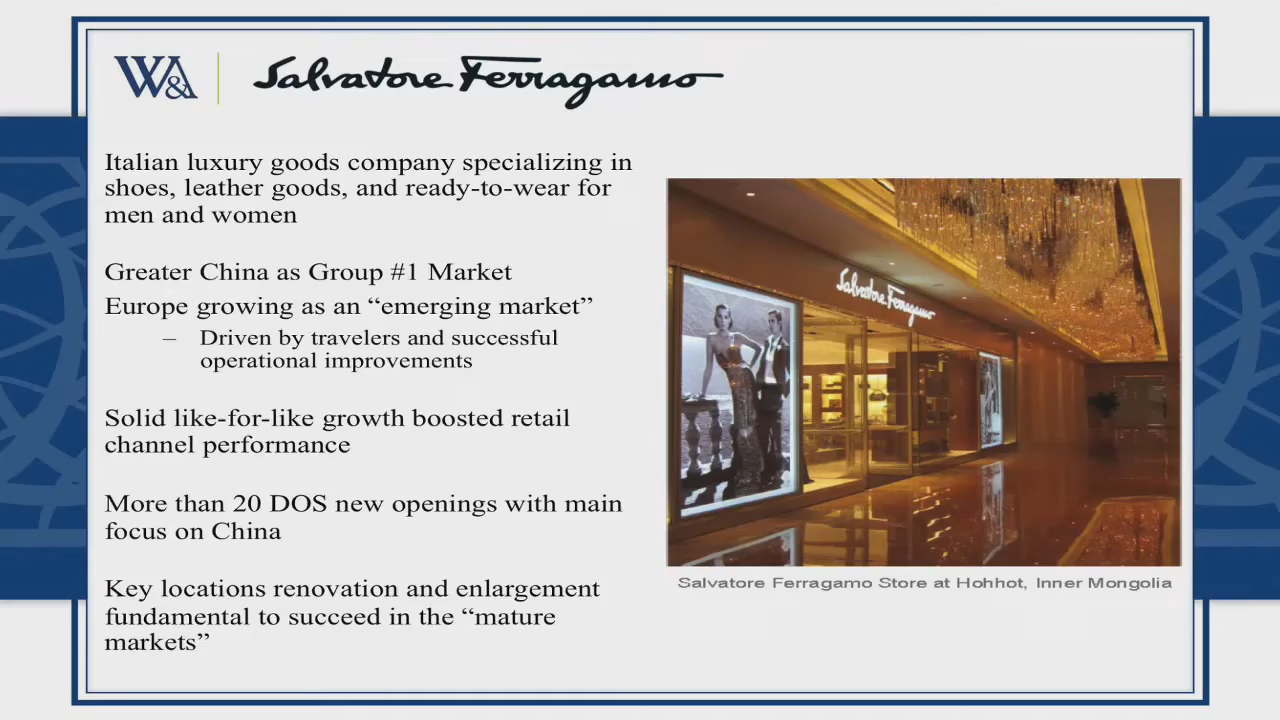 W&
Salvatore Ferragamo
Italian luxury goods company specializing in
shoes, leather goods, and ready-to-wear for
men and women
Greater China as Group #1 Market
Europe growing as an “emerging market”
– Driven by travelers and successful
operational improvements
Solid like-for-like growth boosted retail
channel performance
More than 20 DOS new openings with main
focus on China
Key locations renovation and enlargement
fundamental to succeed in the “mature
markets”
Salvatore Ferragamo
Salvatore Ferragamo Store at Hohhot, Inner Mongolia